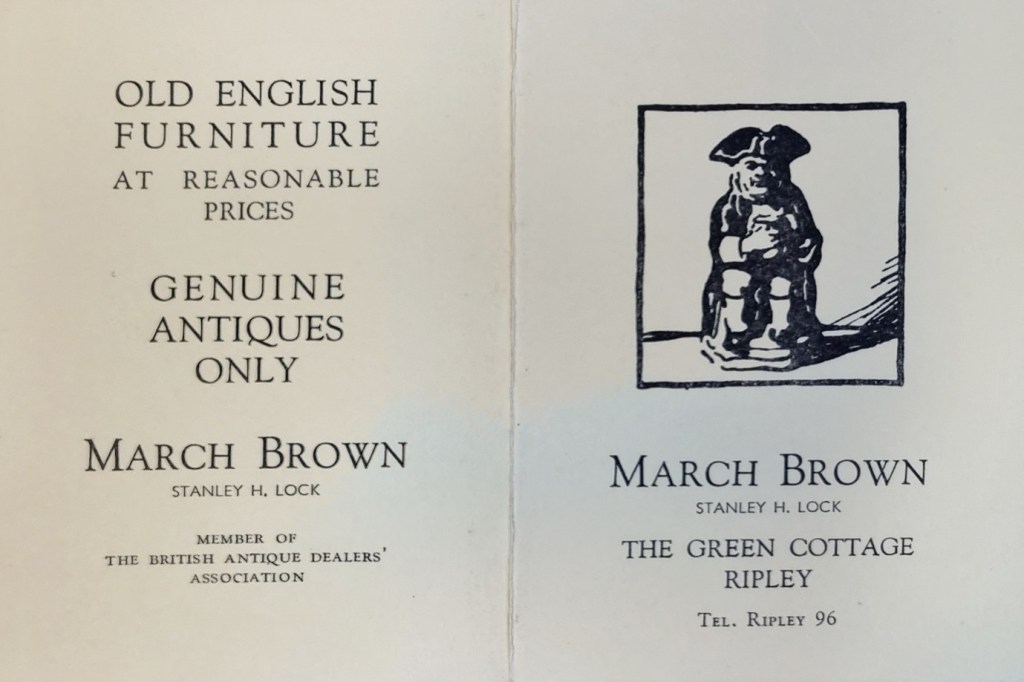 OLD ENGLISH
FURNITURE
AT REASONABLE
PRICES
GENUINE
ANTIQUES
ONLY
MARCH BROWN
STANLEY H. LOCK
MEMBER OF
THE BRITISH ANTIQUE DEALERS'
ASSOCIATION
MARCH BROWN
STANLEY H. LOCK
THE GREEN COTTAGE
RIPLEY
TEL. RIPLEY 96